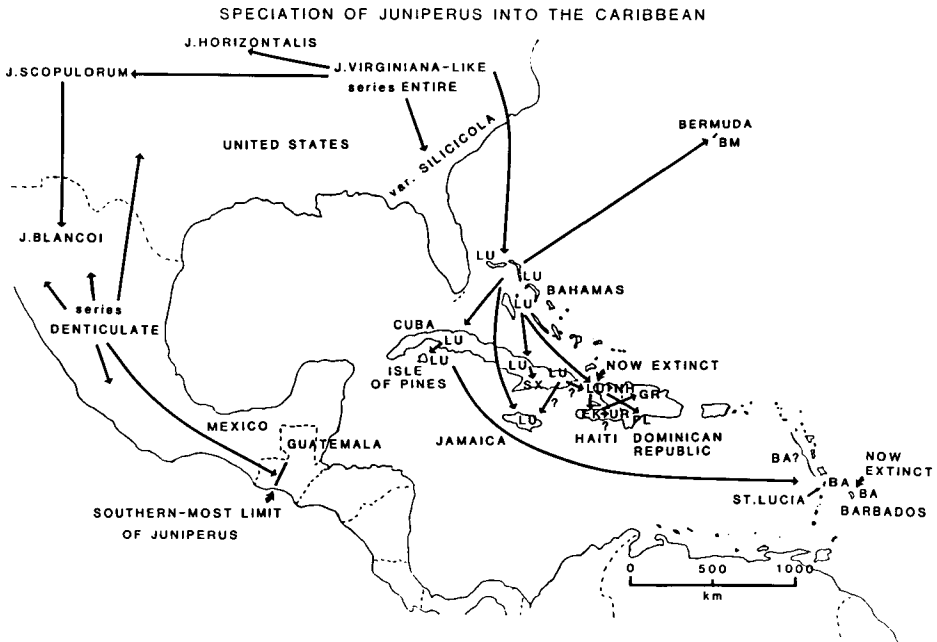 SPECIATION OF JUNIPERUS INTO THE CARIBBEAN
J.HORIZONTALIS
J.SCOPULORUM
J.VIRGINIANA-LIKE
series ENTIRE
UNITED STATES
var. SILICICOLA
BERMUDA
BM
J.BLANCOI
series
DENTICULATE
LU
LU
BAHAMAS
LU
CUBA
LU
LU
ISLE
OF PINES
LU
SX
LU
?
?
NOW EXTINCT
LU
NH
GR
EK
UR
?
PL
LU
JAMAICA
HAITI
DOMINICAN
REPUBLIC
MEXICO
GUATEMALA
SOUTHERN-MOST LIMIT
OF JUNIPERUS
BA?
NOW
EXTINCT
BA
BA
ST.LUCIA
BARBADOS
0 500 1000
km